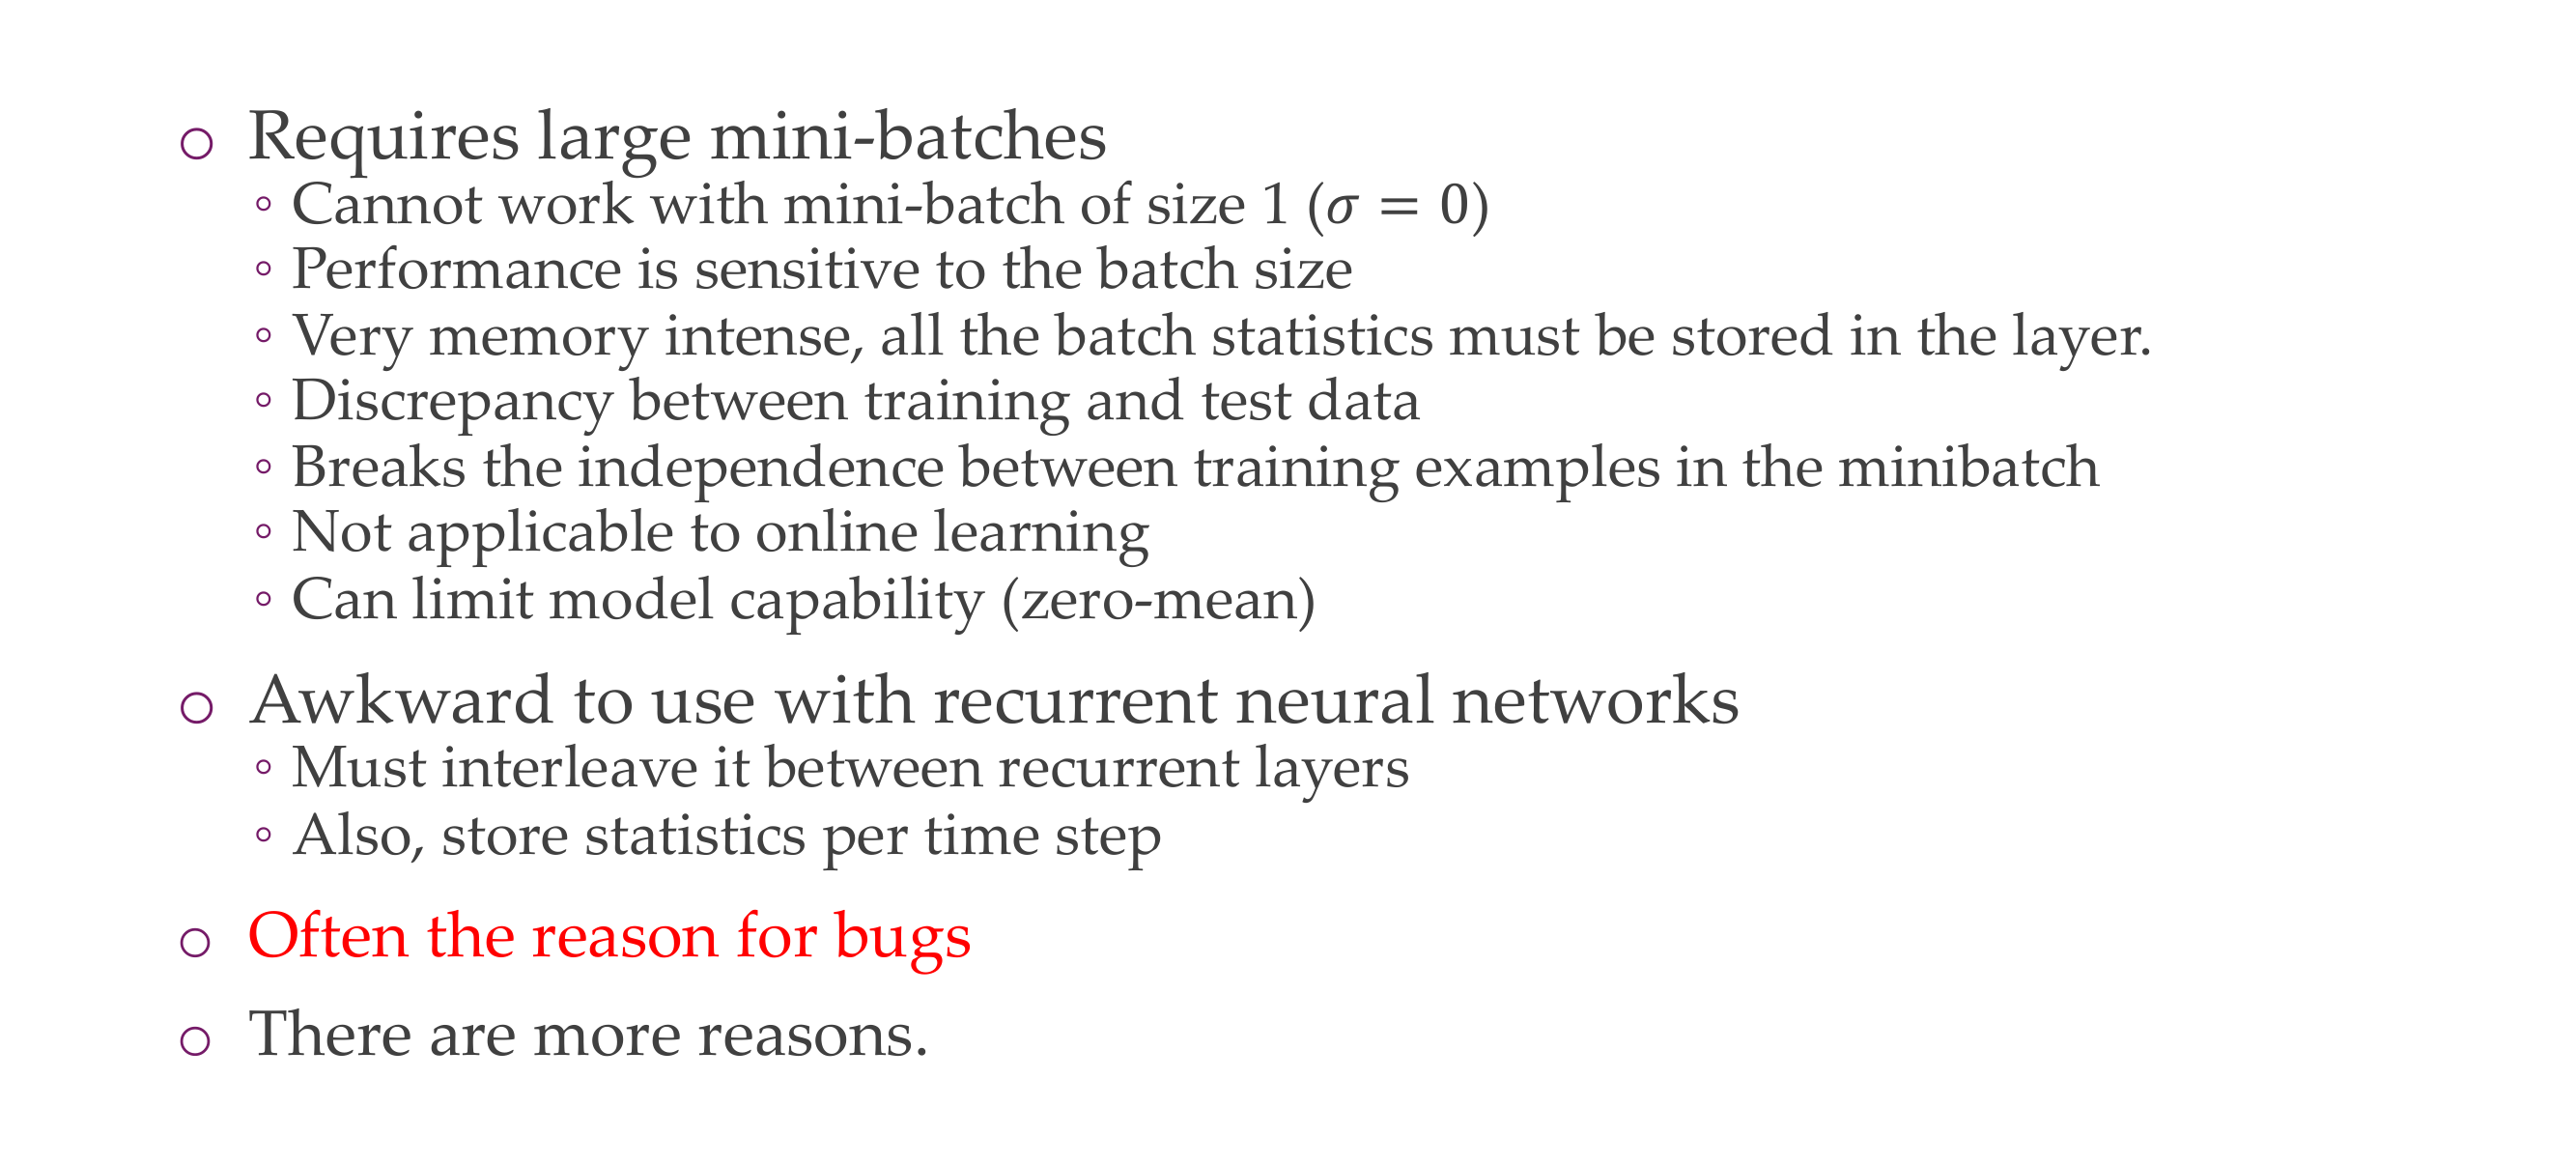 Requires large mini-batches
Cannot work with mini-batch of size 1 (σ = 0)
Performance is sensitive to the batch size
Very memory intense, all the batch statistics must be stored in the layer.
Discrepancy between training and test data
Breaks the independence between training examples in the minibatch
Not applicable to online learning
Can limit model capability (zero-mean)
Awkward to use with recurrent neural networks
Must interleave it between recurrent layers
Also, store statistics per time step
Often the reason for bugs
There are more reasons.